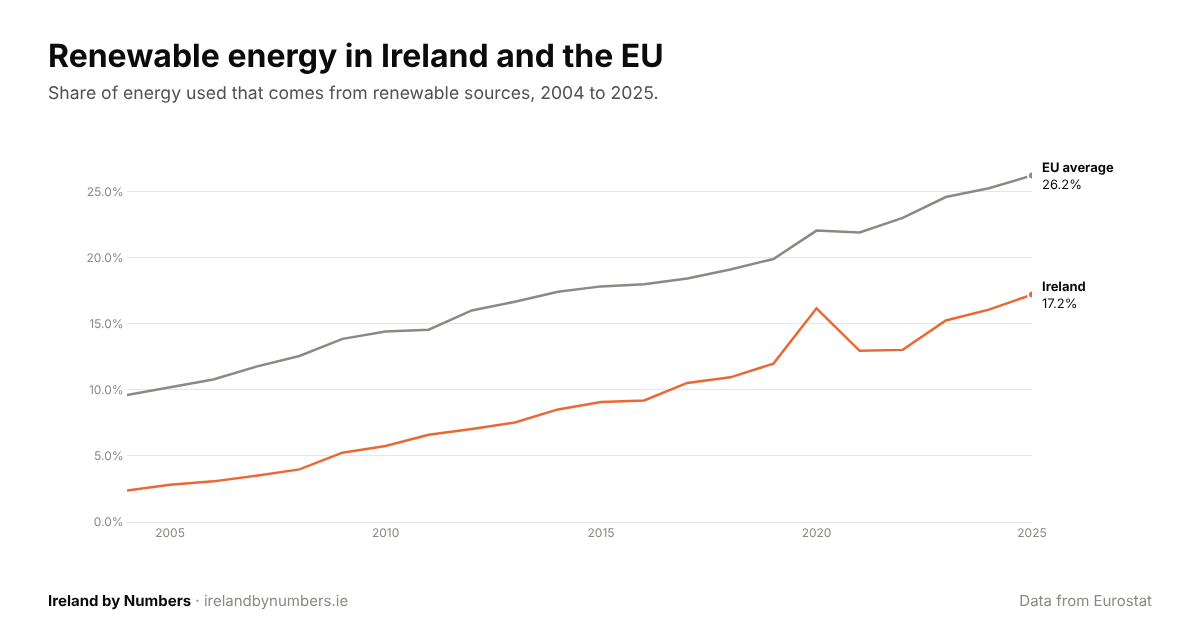 Renewable energy in Ireland and the EU
Share of energy used that comes from renewable sources, 2004 to 2025.
EU average
26.2%
25.0%
20.0%
Ireland
17.2%
15.0%
10.0%
5.0%
0.0%
2005 2010 2015 2020 2025
Ireland by Numbers · irelandbynumbers.ie
Data from Eurostat